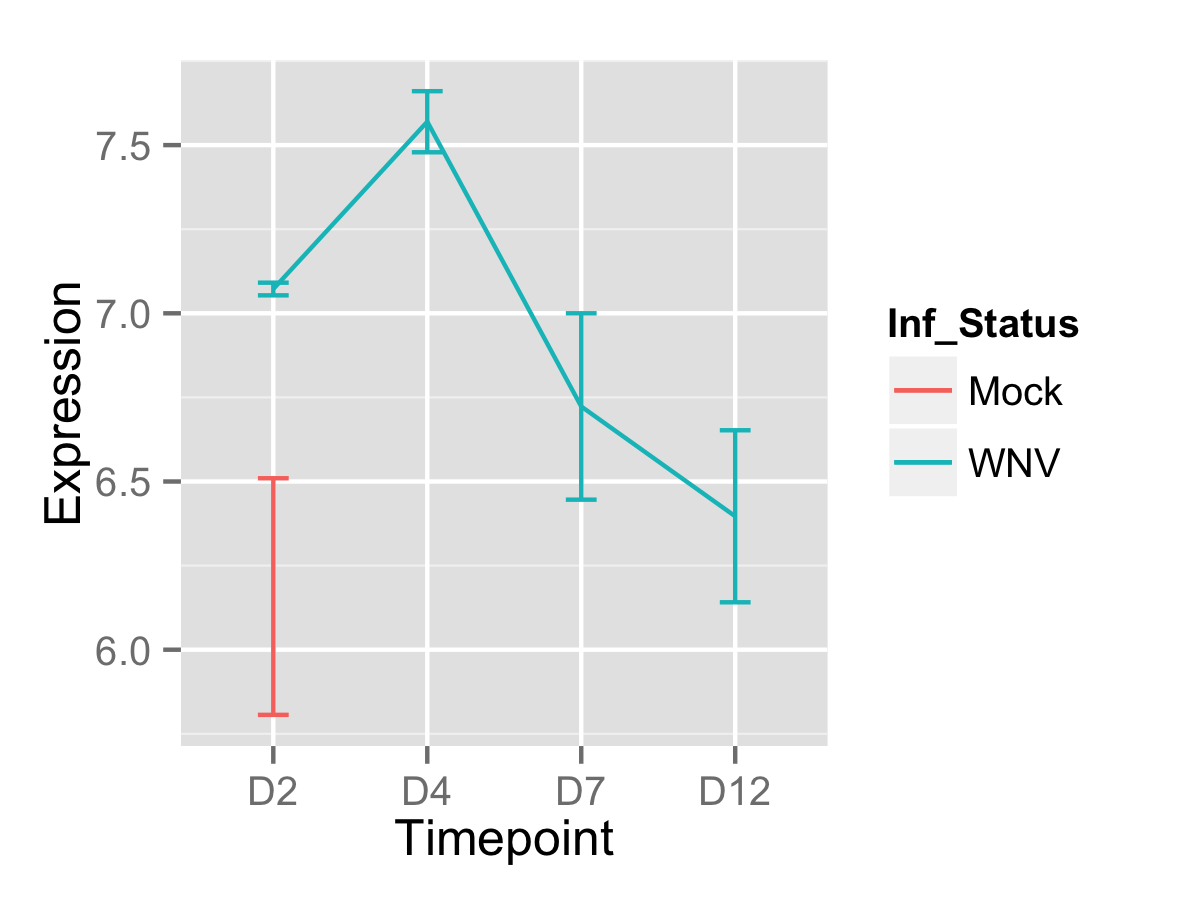 Expression
7.5
7.0
6.5
6.0
D2 D4 D7 D12
Timepoint
Inf_Status
Mock
WNV